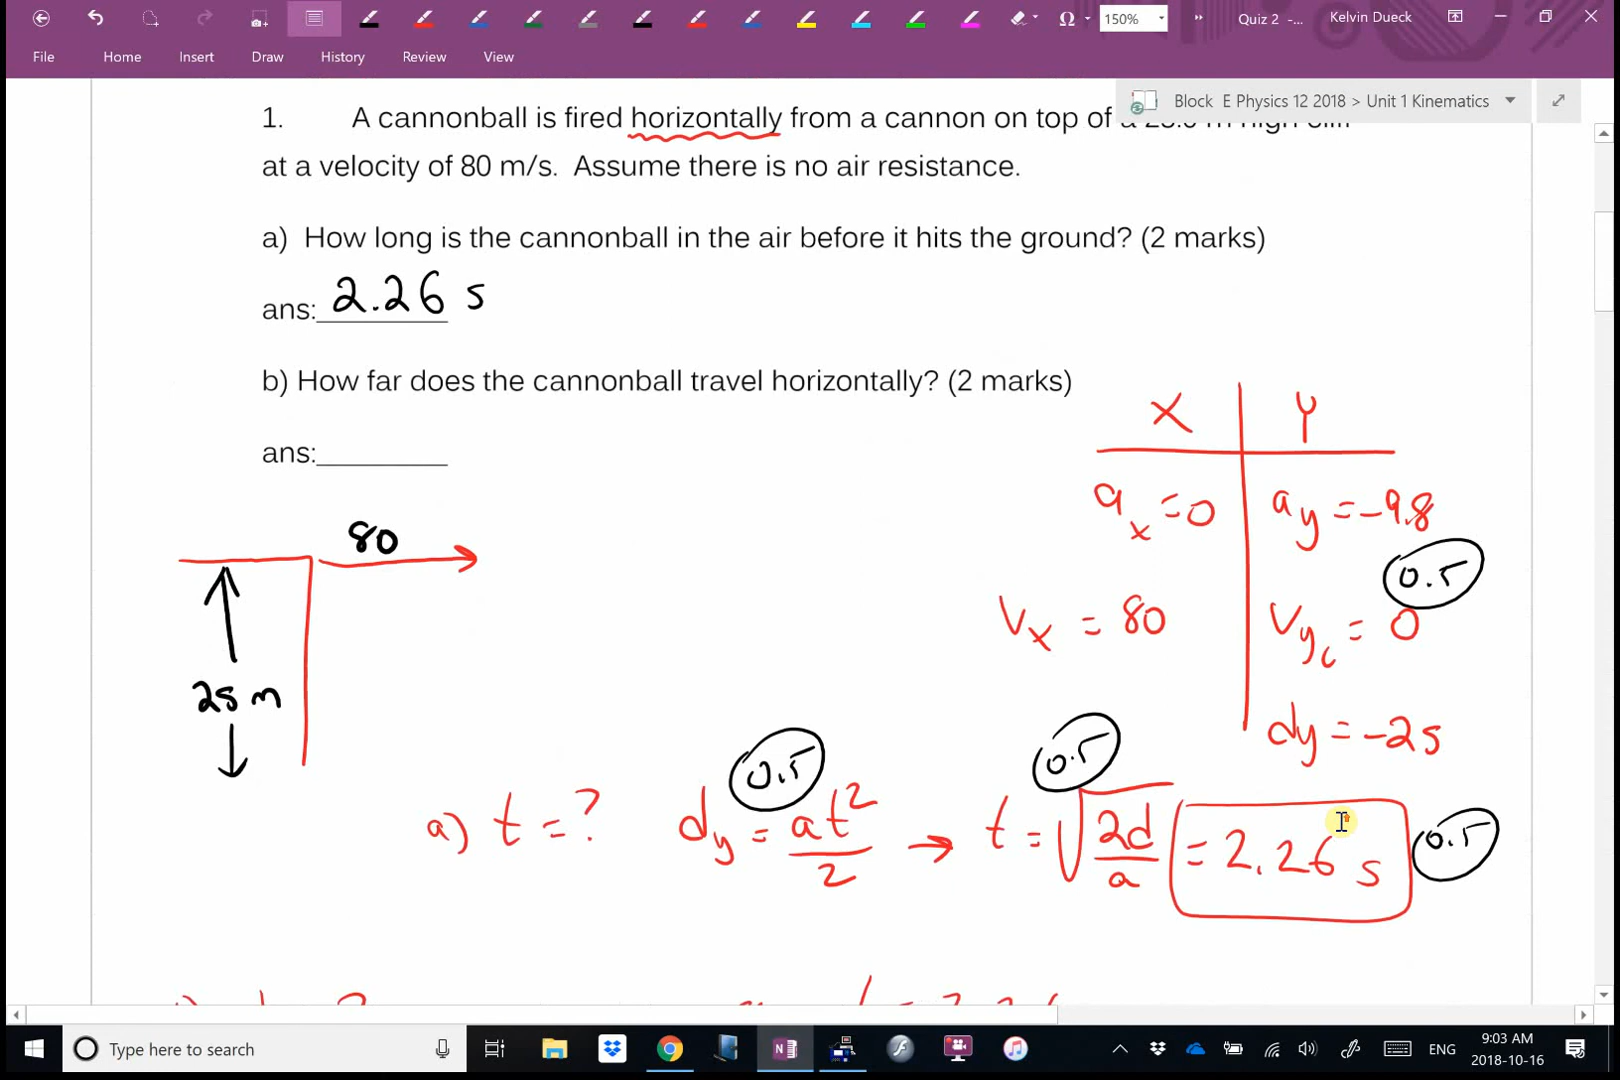 Quiz 2 -...
Kelvin Dueck
150%
File Home Insert Draw History Review View
Block E Physics 12 2018 > Unit 1 Kinematics
1. A cannonball is fired horizontally from a cannon on top of a
at a velocity of 80 m/s. Assume there is no air resistance.
a) How long is the cannonball in the air before it hits the ground? (2 marks)
ans: 2.26 s
b) How far does the cannonball travel horizontally? (2 marks)
ans:________
X Y
ax = 0 ay = -9.8
0.5
Vx = 80 Vyi = 0
dy = -25
80
25 m
a) t = ? dy = at²/2 → t = √2d/a = 2.26 s
0.5 0.5 0.5
Type here to search
ENG
9:03 AM
2018-10-16